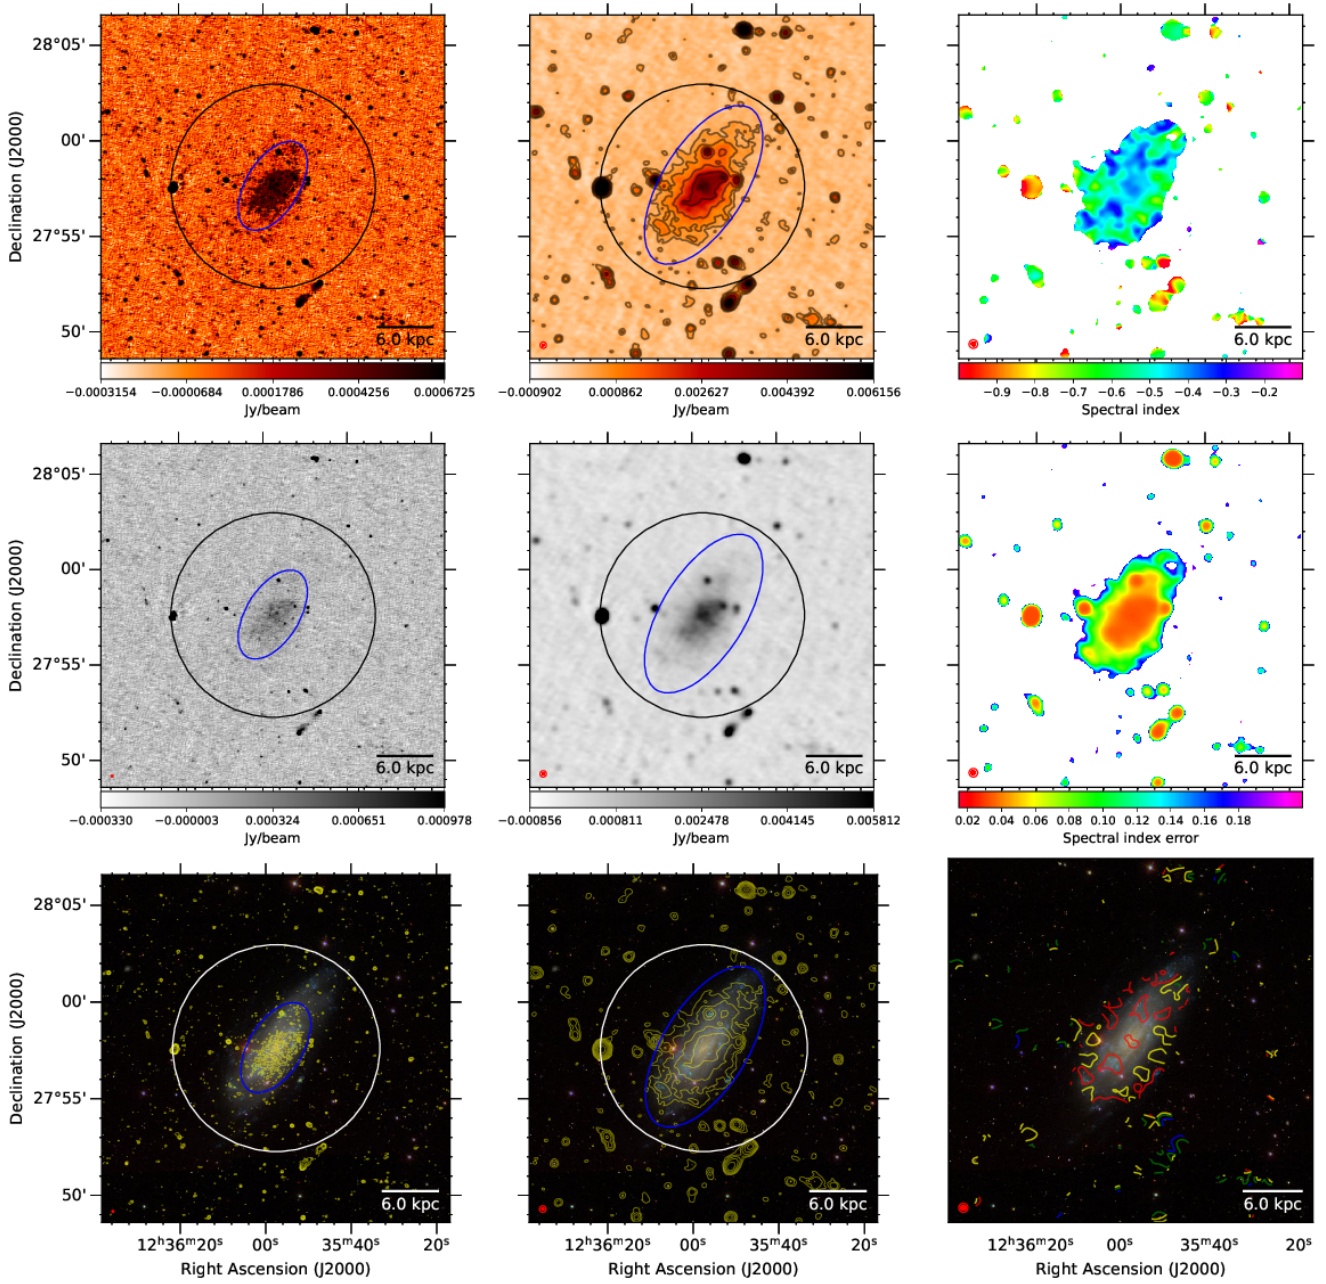 28°05'
00'
27°55'
50'
Declination (J2000)
6.0 kpc
−0.0003154 −0.0000684 0.0001786 0.0004256 0.0006725
Jy/beam
6.0 kpc
−0.000902 0.000862 0.002627 0.004392 0.006156
Jy/beam
6.0 kpc
−0.9 −0.8 −0.7 −0.6 −0.5 −0.4 −0.3 −0.2
Spectral index
28°05'
00'
27°55'
50'
Declination (J2000)
6.0 kpc
−0.000330 −0.000003 0.000324 0.000651 0.000978
Jy/beam
6.0 kpc
−0.000856 0.000811 0.002478 0.004145 0.005812
Jy/beam
6.0 kpc
0.02 0.04 0.06 0.08 0.10 0.12 0.14 0.16 0.18
Spectral index error
28°05'
00'
27°55'
50'
Declination (J2000)
6.0 kpc
12ʰ36ᵐ20ˢ 00ˢ 35ᵐ40ˢ 20ˢ
Right Ascension (J2000)
6.0 kpc
12ʰ36ᵐ20ˢ 00ˢ 35ᵐ40ˢ 20ˢ
Right Ascension (J2000)
6.0 kpc
12ʰ36ᵐ20ˢ 00ˢ 35ᵐ40ˢ 20ˢ
Right Ascension (J2000)